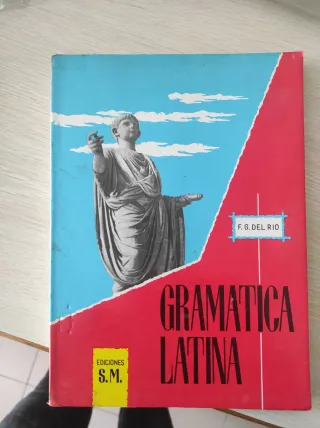 F. G. DEL RIO
GRAMATICA
LATINA
EDICIONES
S.M.